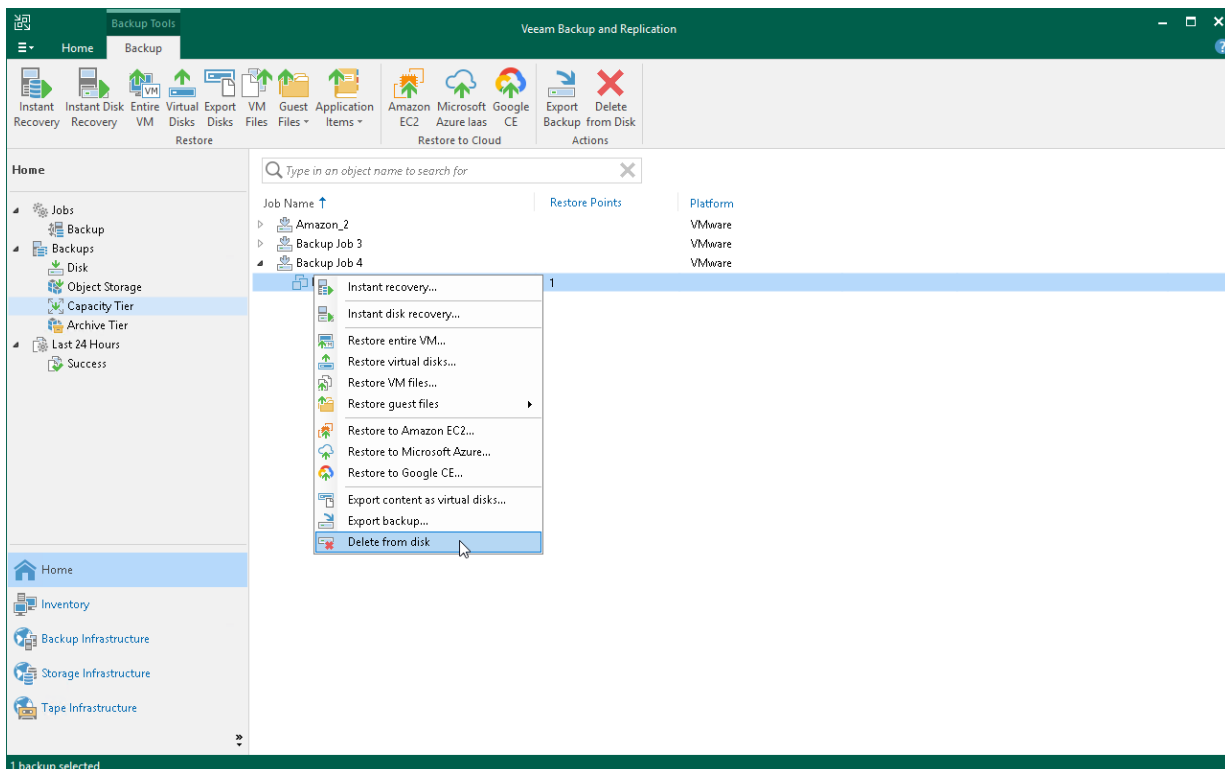 Backup Tools
Veeam Backup and Replication
Home Backup
Instant Recovery
Instant Disk Recovery
Entire VM
Virtual Disks
Export Disks
VM Files
Guest Files
Application Items
Amazon EC2
Microsoft Azure Iaas
Google CE
Export Backup
Delete from Disk
Restore
Restore to Cloud
Actions
Home
Type in an object name to search for
Jobs
Backup
Backups
Disk
Object Storage
Capacity Tier
Archive Tier
Last 24 Hours
Success
Job Name Restore Points Platform
Amazon_2 VMware
Backup Job 3 VMware
Backup Job 4 VMware
1
Instant recovery...
Instant disk recovery...
Restore entire VM...
Restore virtual disks...
Restore VM files...
Restore guest files
Restore to Amazon EC2...
Restore to Microsoft Azure...
Restore to Google CE...
Export content as virtual disks...
Export backup...
Delete from disk
Home
Inventory
Backup Infrastructure
Storage Infrastructure
Tape Infrastructure
1 backup selected